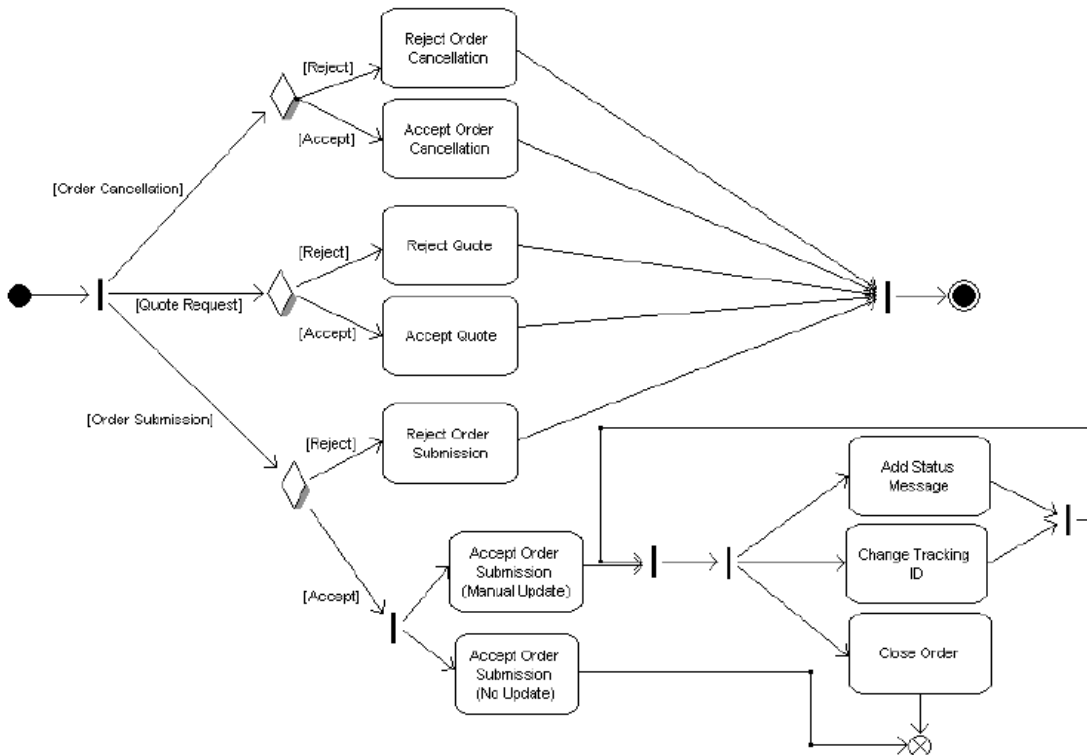 Reject Order
Cancellation
[Reject]
[Accept]
Accept Order
Cancellation
[Order Cancellation]
[Reject]
Reject Quote
[Quote Request]
[Accept]
Accept Quote
[Order Submission]
[Reject]
Reject Order
Submission
Add Status
Message
Accept Order
Submission
(Manual Update)
Change Tracking
ID
[Accept]
Accept Order
Submission
(No Update)
Close Order